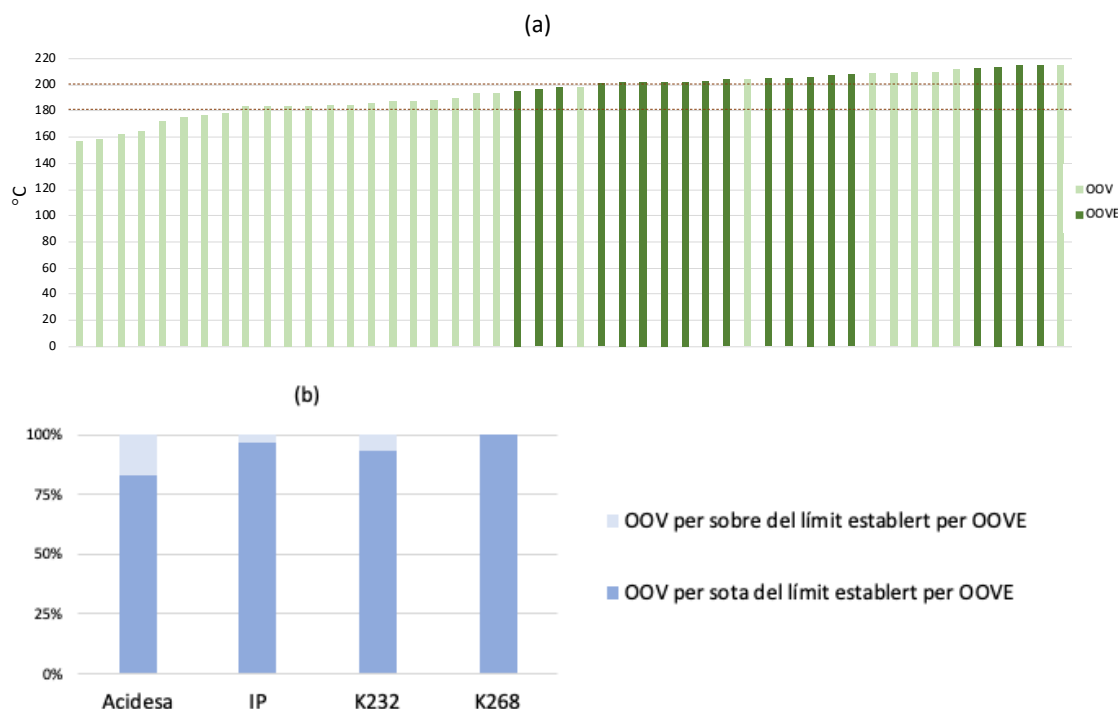 (a)
220
200
180
160
140
120
100
80
60
40
20
0
°C
OOV
OOVE
(b)
100%
75%
50%
25%
0%
Acidesa IP K232 K268
OOV per sobre del límit establert per OOVE
OOV per sota del límit establert per OOVE